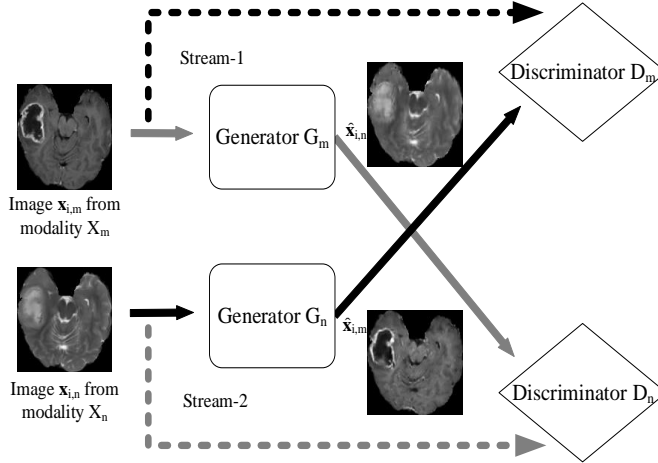 Stream-1
Generator G_m
x̂_i,n
Discriminator D_m
Image x_i,m from
modality X_m
Generator G_n
x̂_i,m
Image x_i,n from
modality X_n
Stream-2
Discriminator D_n